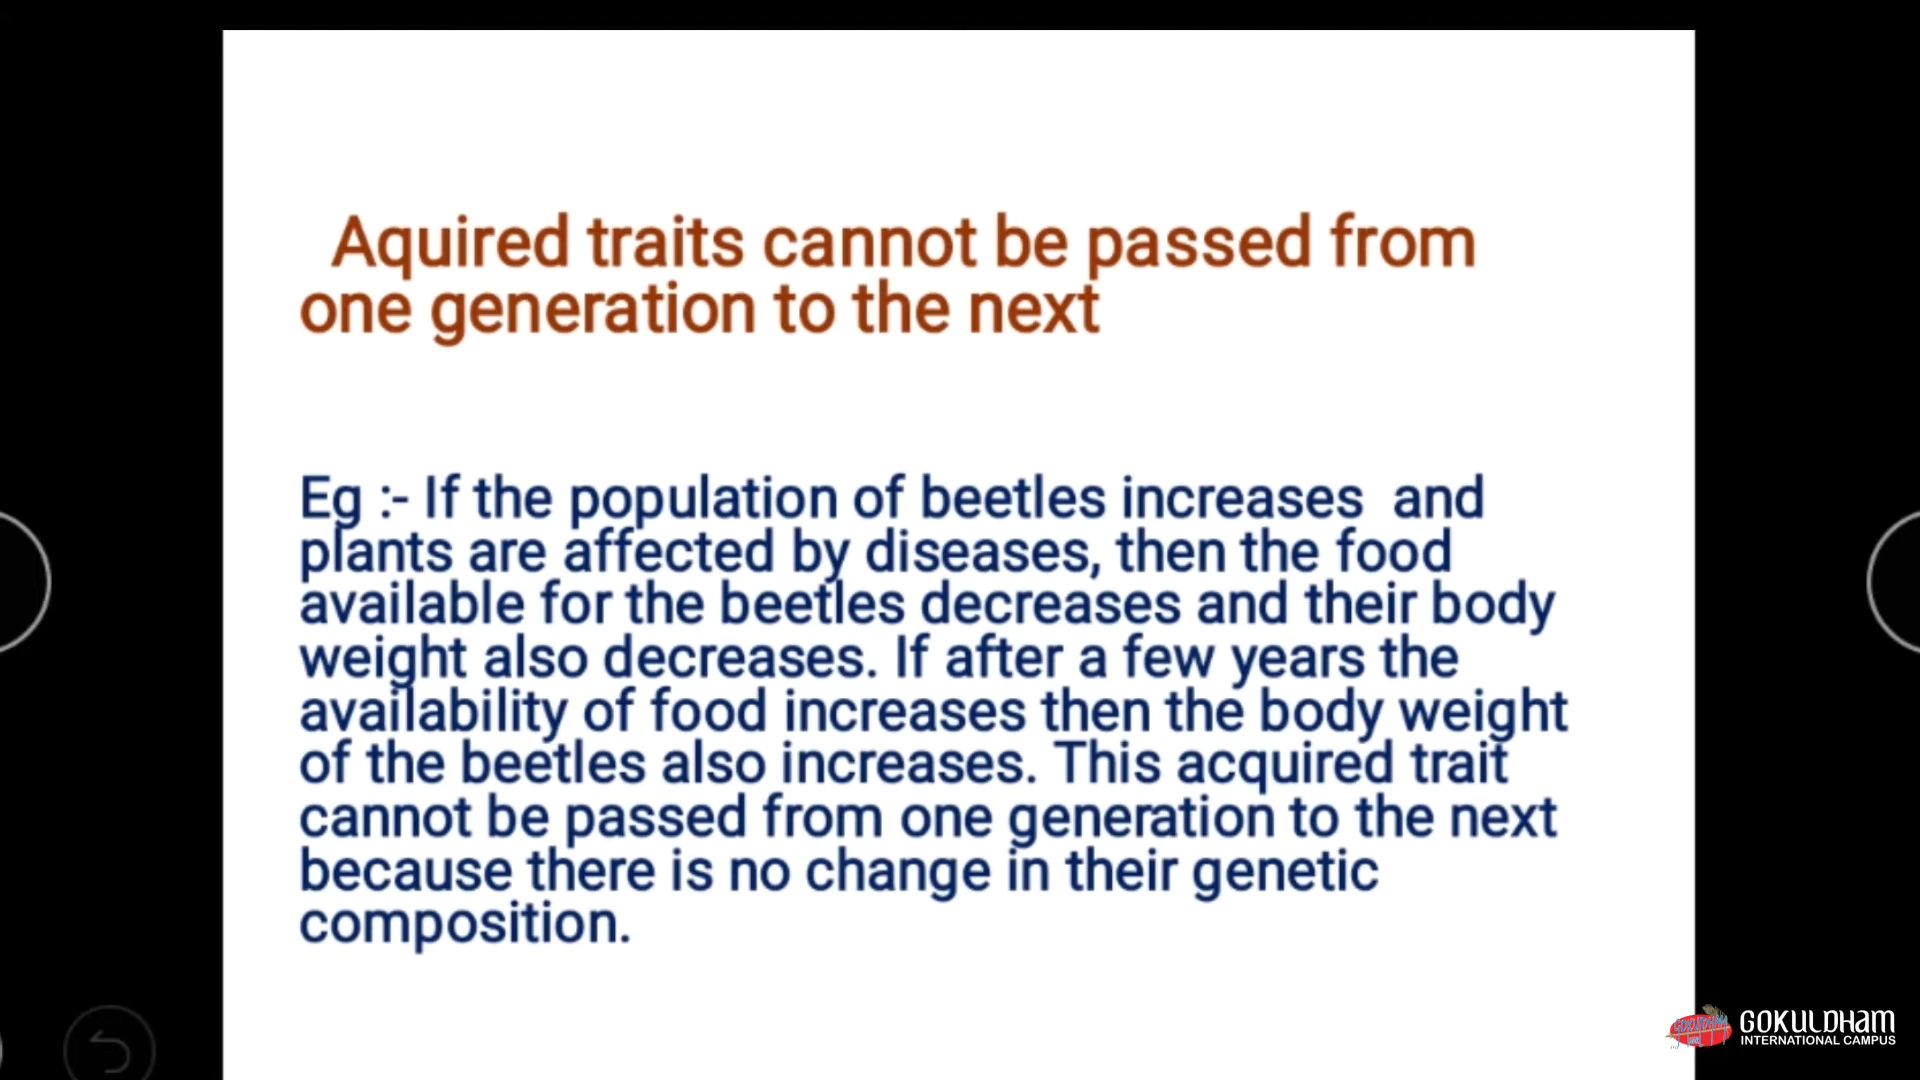 Aquired traits cannot be passed from
one generation to the next
Eg :- If the population of beetles increases and
plants are affected by diseases, then the food
available for the beetles decreases and their body
weight also decreases. If after a few years the
availability of food increases then the body weight
of the beetles also increases. This acquired trait
cannot be passed from one generation to the next
because there is no change in their genetic
composition.
GOKULDHAM
INTERNATIONAL CAMPUS